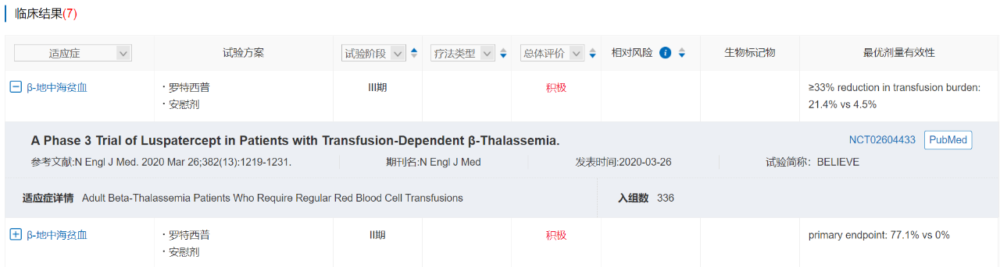 临床结果(7)
适应症 试验方案 试验阶段 疗法类型 总体评价 相对风险 i 生物标记物 最优剂量有效性
β-地中海贫血 · 罗特西普 III期 积极 ≥33% reduction in transfusion burden:
· 安慰剂 21.4% vs 4.5%
A Phase 3 Trial of Luspatercept in Patients with Transfusion-Dependent β-Thalassemia. NCT02604433 PubMed
参考文献:N Engl J Med. 2020 Mar 26;382(13):1219-1231. 期刊名:N Engl J Med 发表时间:2020-03-26 试验简称：BELIEVE
适应症详情 Adult Beta-Thalassemia Patients Who Require Regular Red Blood Cell Transfusions 入组数 336
β-地中海贫血 · 罗特西普 II期 积极 primary endpoint: 77.1% vs 0%
· 安慰剂